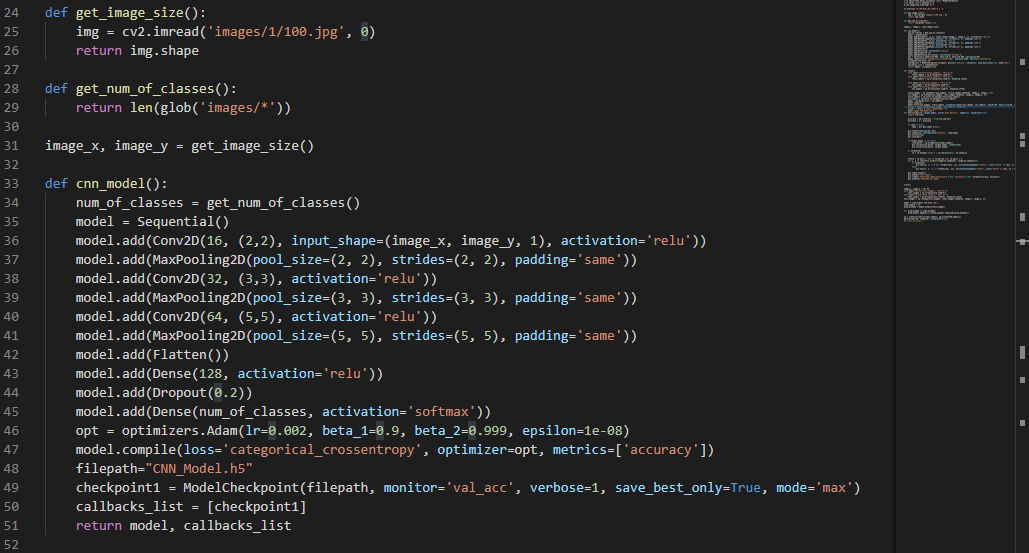 24 def get_image_size():
25     img = cv2.imread('images/1/100.jpg', 0)
26     return img.shape
27
28 def get_num_of_classes():
29     return len(glob('images/*'))
30
31 image_x, image_y = get_image_size()
32
33 def cnn_model():
34     num_of_classes = get_num_of_classes()
35     model = Sequential()
36     model.add(Conv2D(16, (2,2), input_shape=(image_x, image_y, 1), activation='relu'))
37     model.add(MaxPooling2D(pool_size=(2, 2), strides=(2, 2), padding='same'))
38     model.add(Conv2D(32, (3,3), activation='relu'))
39     model.add(MaxPooling2D(pool_size=(3, 3), strides=(3, 3), padding='same'))
40     model.add(Conv2D(64, (5,5), activation='relu'))
41     model.add(MaxPooling2D(pool_size=(5, 5), strides=(5, 5), padding='same'))
42     model.add(Flatten())
43     model.add(Dense(128, activation='relu'))
44     model.add(Dropout(0.2))
45     model.add(Dense(num_of_classes, activation='softmax'))
46     opt = optimizers.Adam(lr=0.002, beta_1=0.9, beta_2=0.999, epsilon=1e-08)
47     model.compile(loss='categorical_crossentropy', optimizer=opt, metrics=['accuracy'])
48     filepath="CNN_Model.h5"
49     checkpoint1 = ModelCheckpoint(filepath, monitor='val_acc', verbose=1, save_best_only=True, mode='max')
50     callbacks_list = [checkpoint1]
51     return model, callbacks_list
52